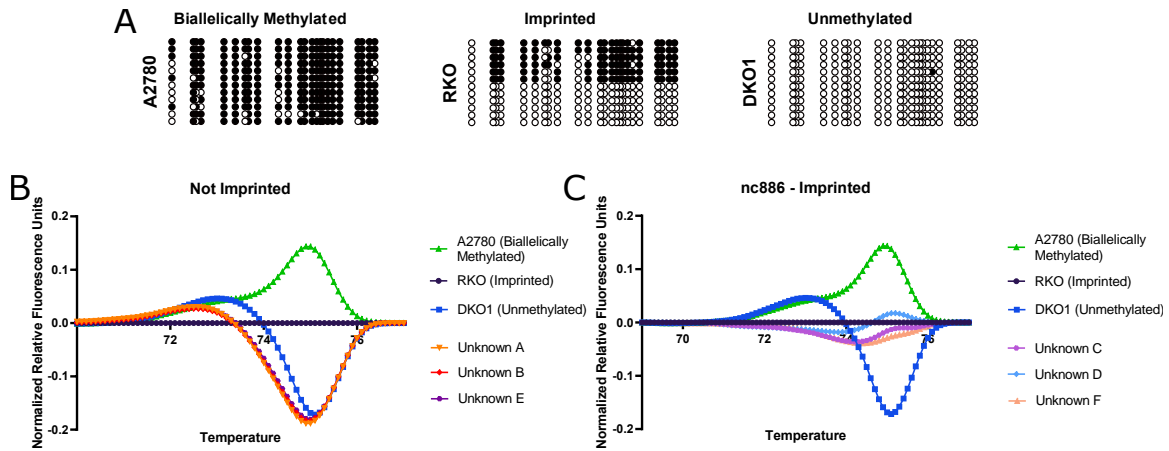 A
Biallelically Methylated
Imprinted
Unmethylated
A2780
RKO
DKO1
B
Not Imprinted
Normalized Relative Fluorescence Units
0.2
0.1
0.0
-0.1
-0.2
72
74
76
Temperature
A2780 (Biallelically
Methylated)
RKO (Imprinted)
DKO1 (Unmethylated)
Unknown A
Unknown B
Unknown E
C
nc886 - Imprinted
Normalized Relative Fluorescence Units
0.2
0.1
0.0
-0.1
-0.2
70
72
74
76
Temperature
A2780 (Biallelically
Methylated)
RKO (Imprinted)
DKO1 (Unmethylated)
Unknown C
Unknown D
Unknown F